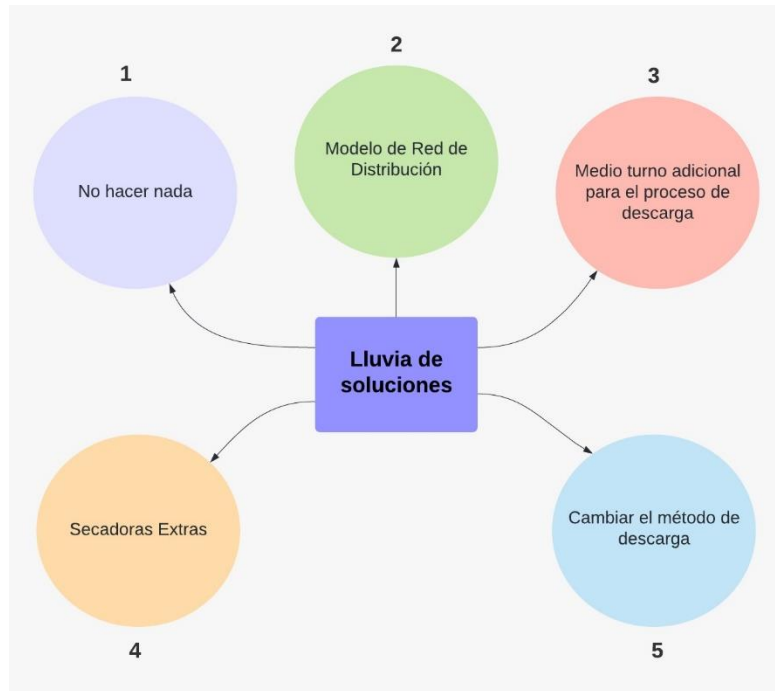 1
No hacer nada
2
Modelo de Red de
Distribución
3
Medio turno adicional
para el proceso de
descarga
Lluvia de
soluciones
Secadoras Extras
4
Cambiar el método de
descarga
5